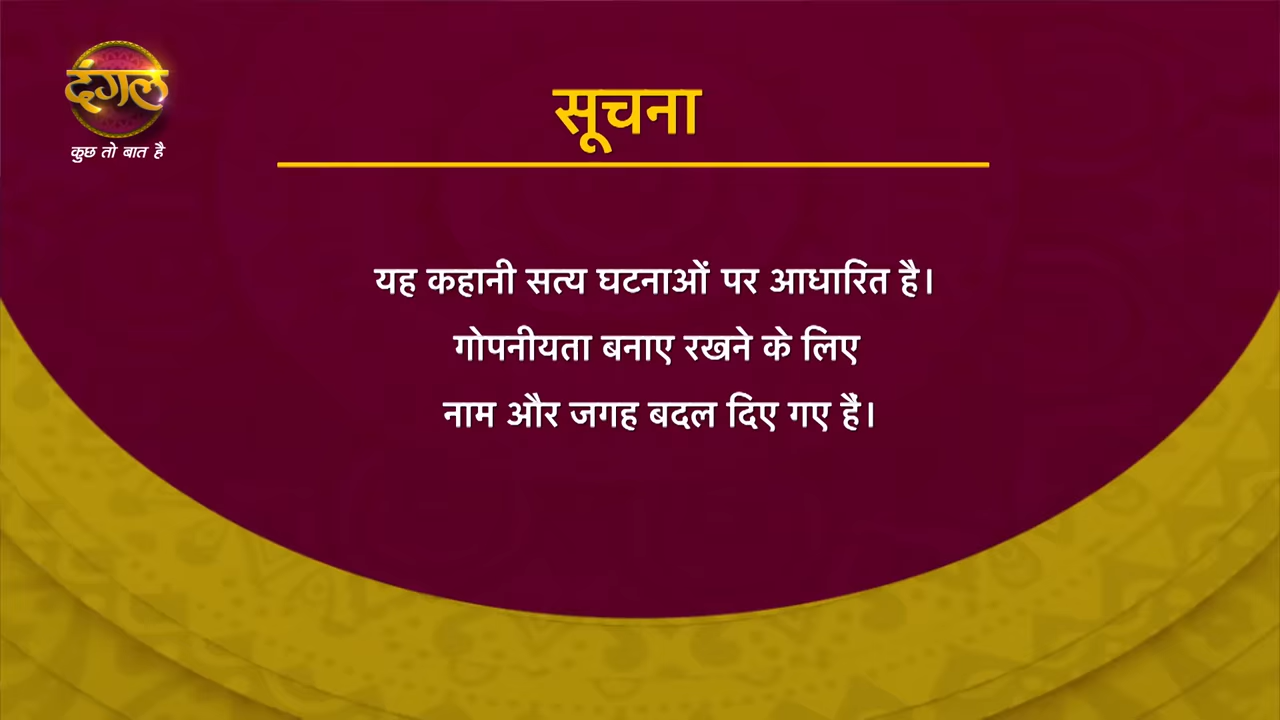 दंगल
कुछ तो बात है
सूचना
यह कहानी सत्य घटनाओं पर आधारित है।
गोपनीयता बनाए रखने के लिए
नाम और जगह बदल दिए गए हैं।